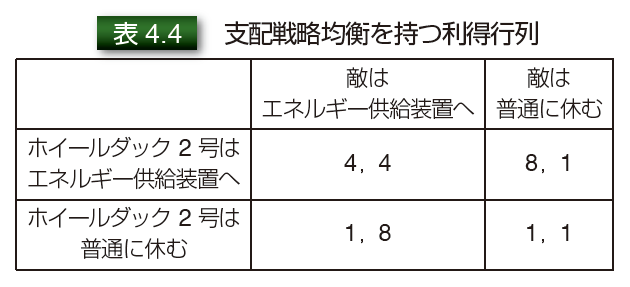 表 4.4 支配戦略均衡を持つ利得行列
敵は
エネルギー供給装置へ
敵は
普通に休む
ホイールダック 2 号は
エネルギー供給装置へ
4, 4
8, 1
ホイールダック 2 号は
普通に休む
1, 8
1, 1